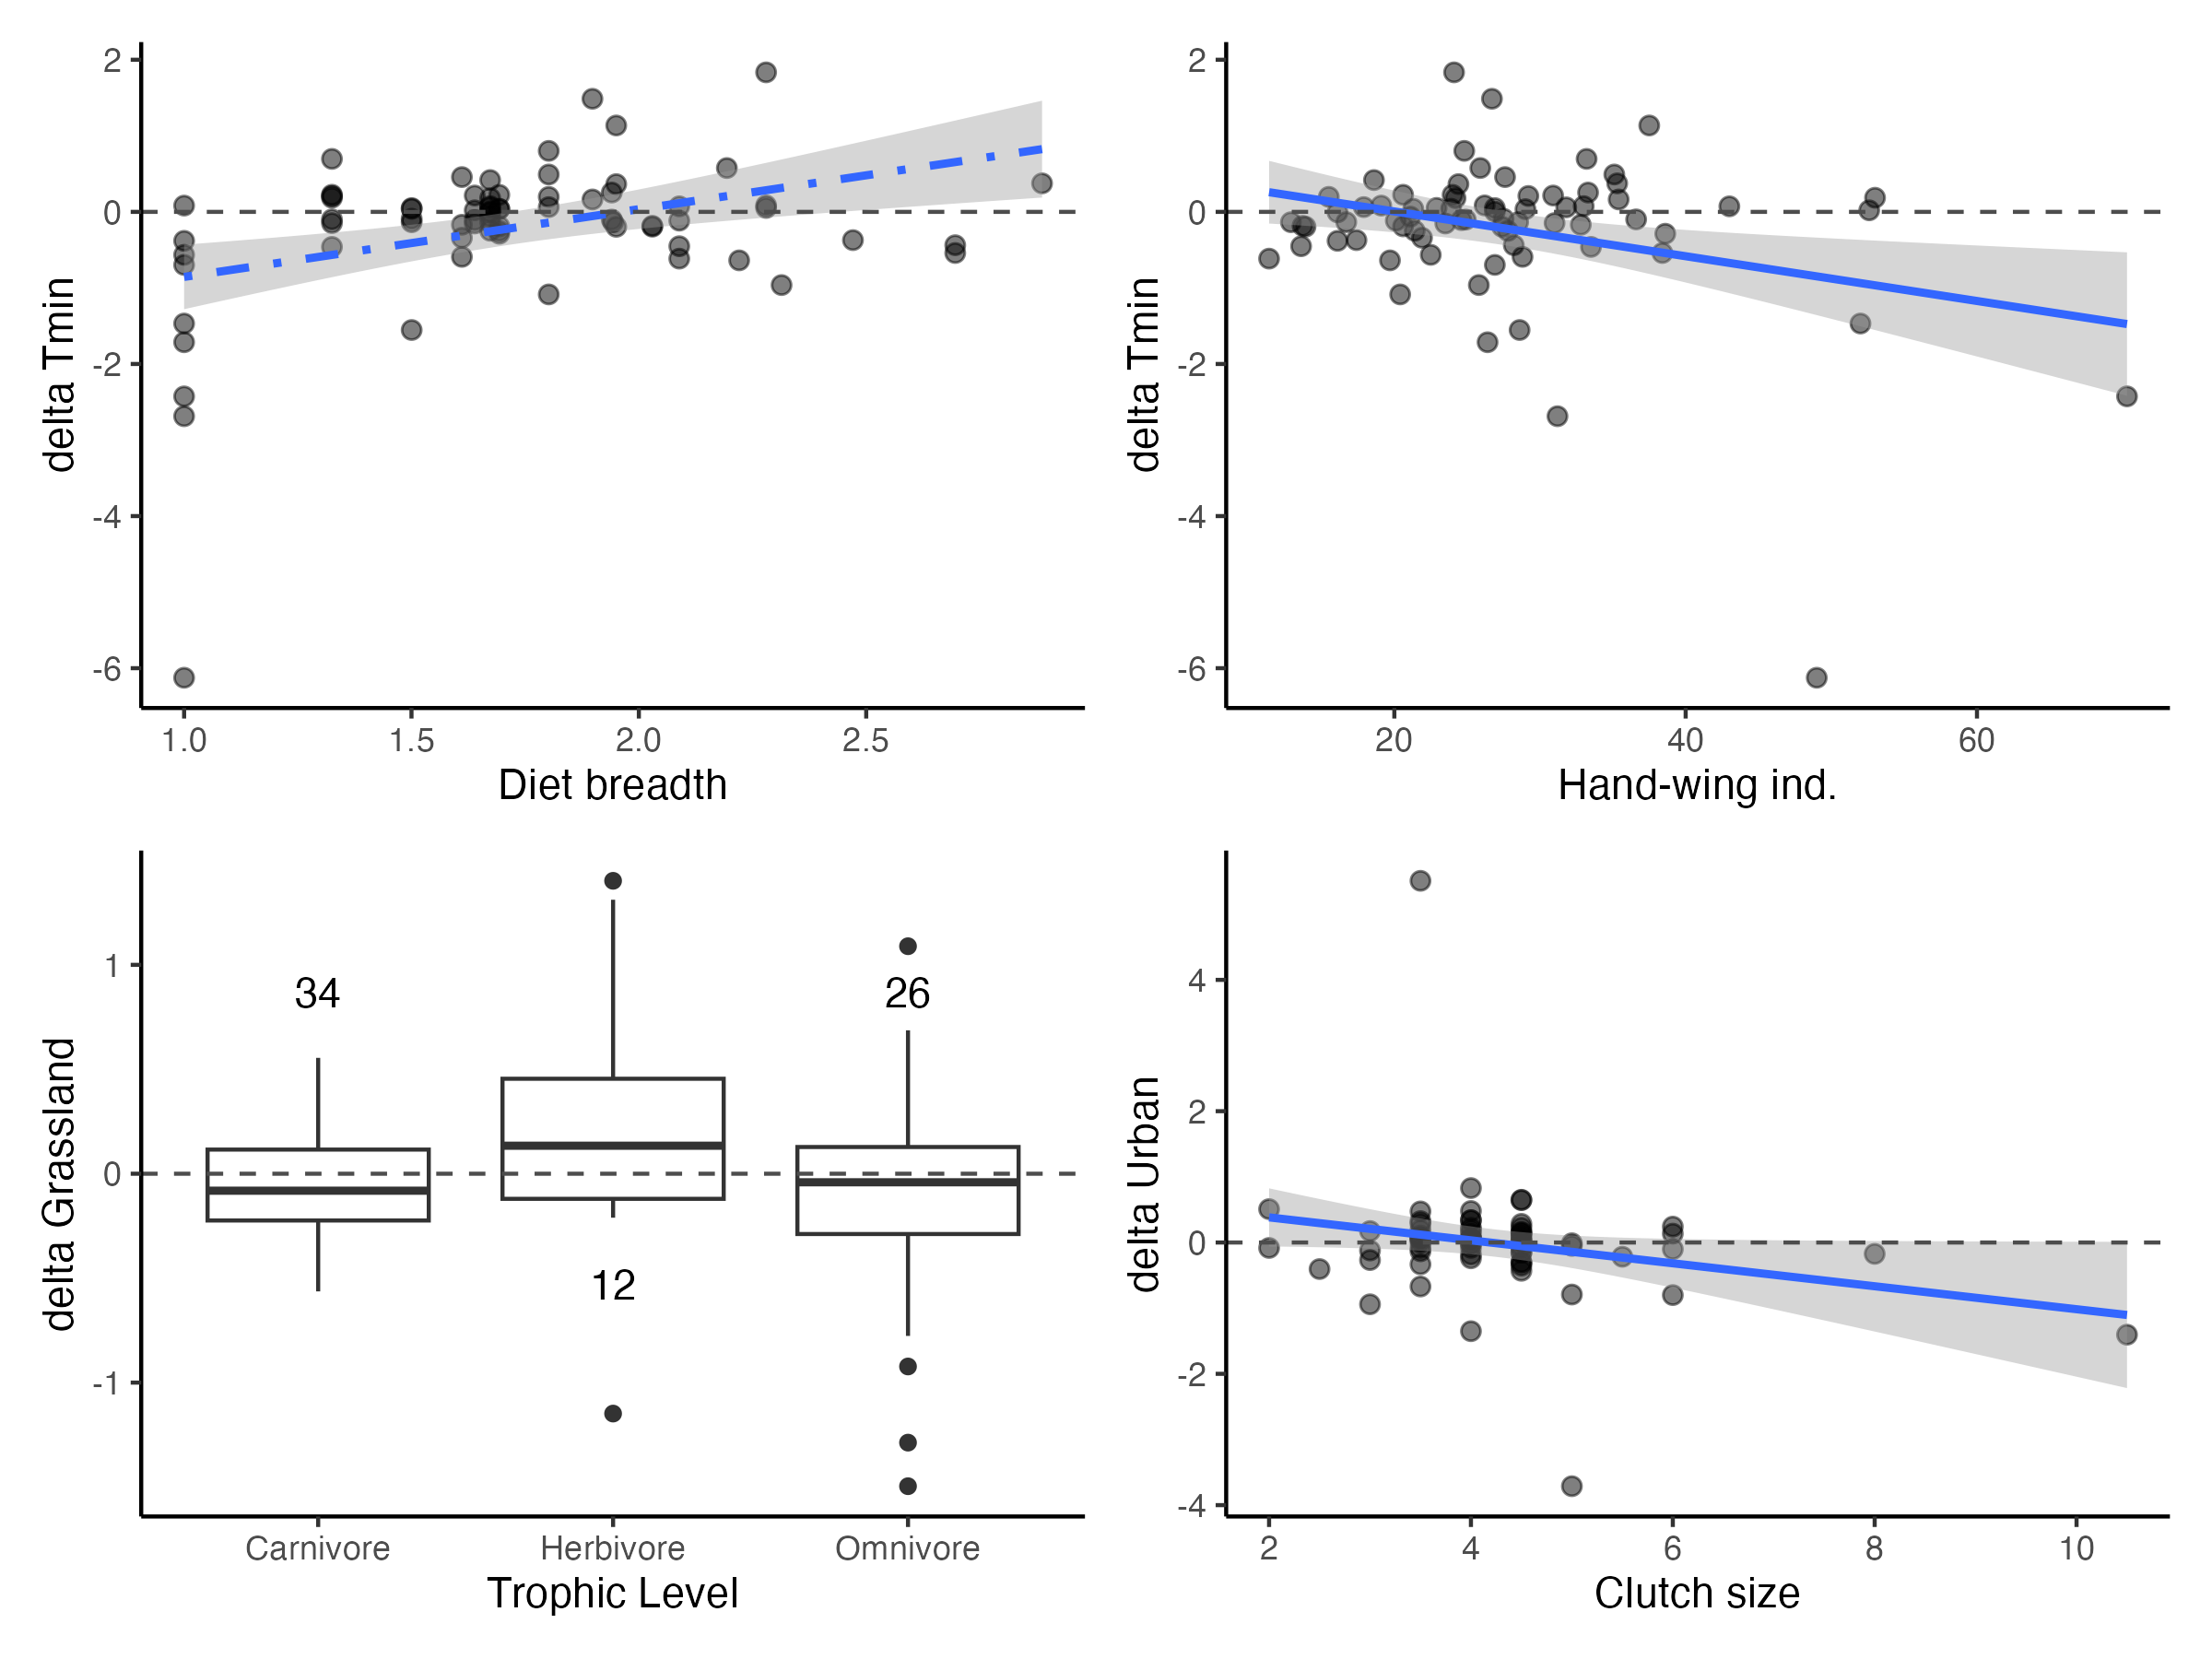 delta Tmin
2
0
-2
-4
-6
1.0 1.5 2.0 2.5
Diet breadth
delta Tmin
2
0
-2
-4
-6
20 40 60
Hand-wing ind.
delta Grassland
1
0
-1
34
12
26
Carnivore Herbivore Omnivore
Trophic Level
delta Urban
4
2
0
-2
-4
2 4 6 8 10
Clutch size